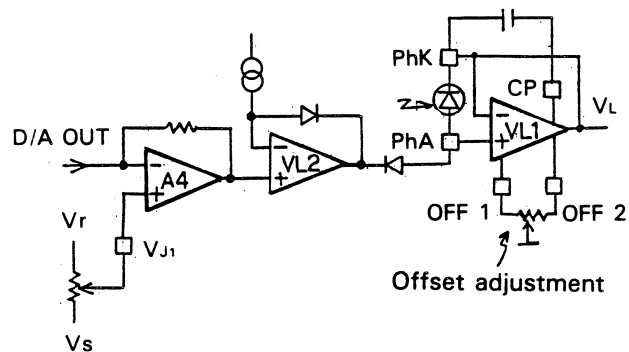 PhK
CP
VL
D/A OUT
PhA
VL1
VL2
A4
OFF 1
OFF 2
Vr
VJ1
Offset adjustment
Vs